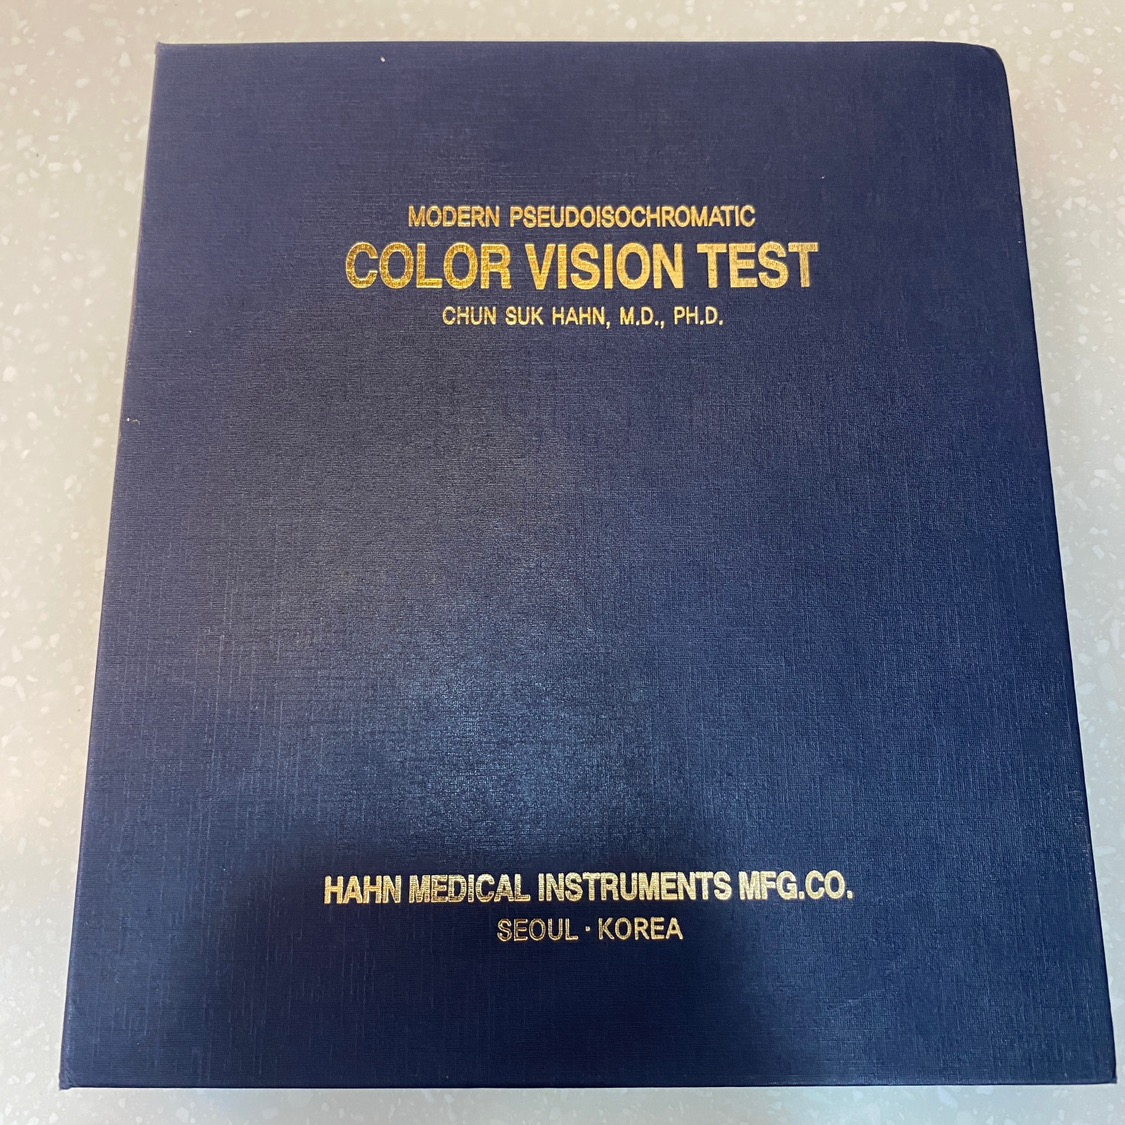 MODERN PSEUDOISOCHROMATIC
COLOR VISION TEST
CHUN SUK HAHN, M.D., PH.D.
HAHN MEDICAL INSTRUMENTS MFG.CO.
SEOUL · KOREA